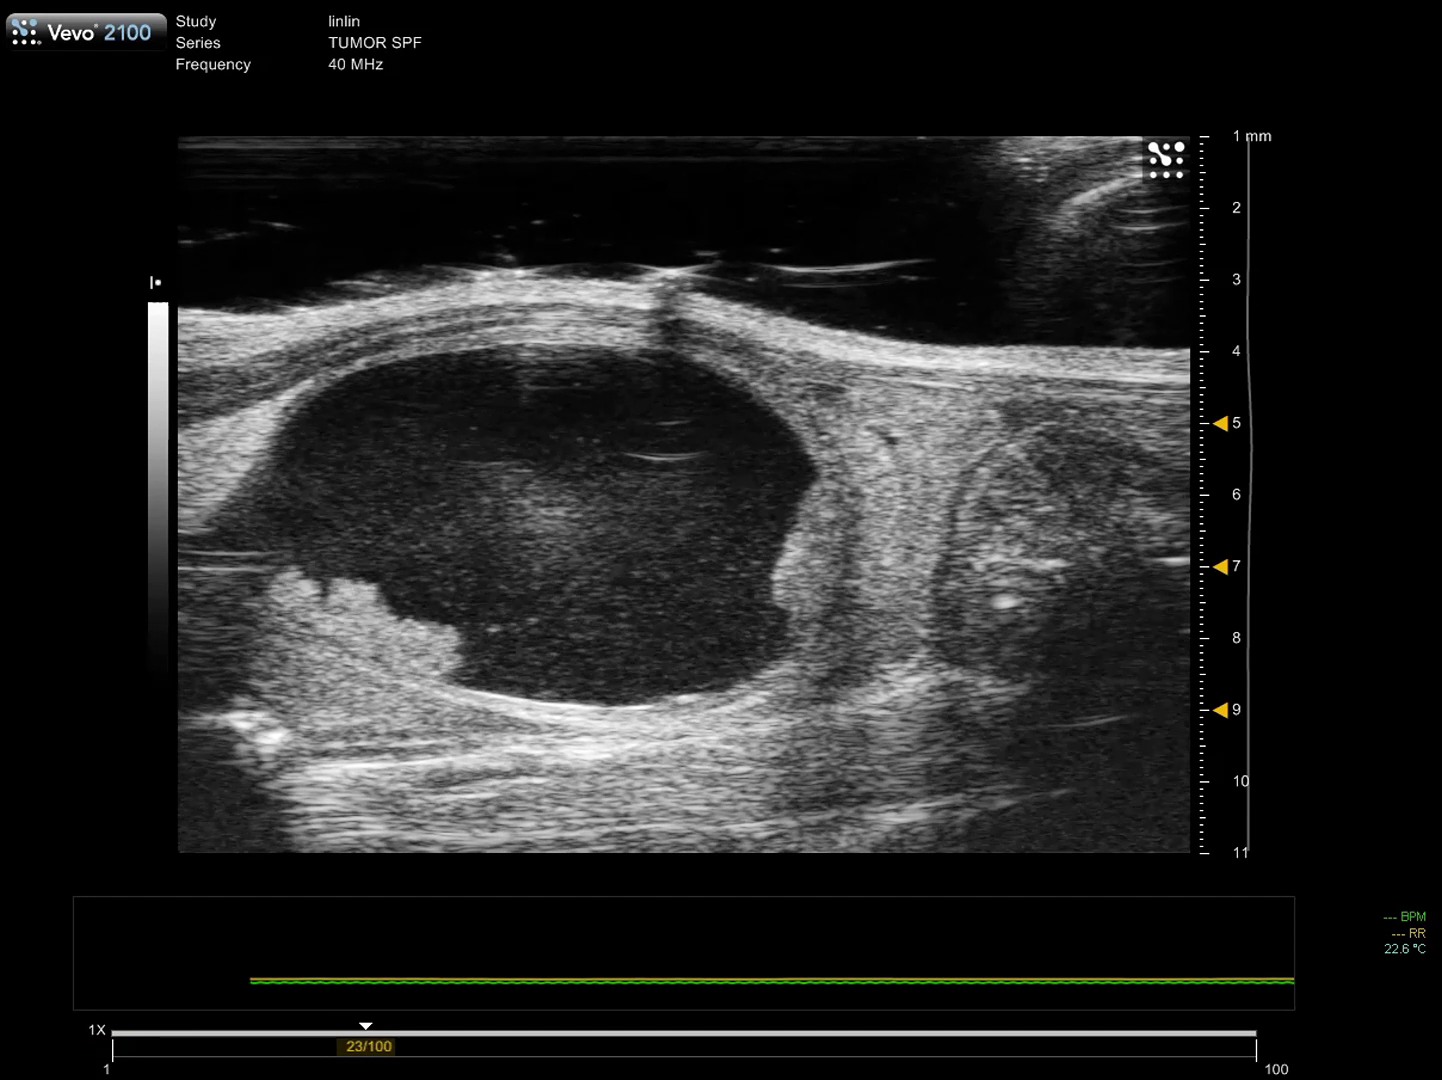 Vevo® 2100
Study linlin
Series TUMOR SPF
Frequency 40 MHz
1 mm
2
3
4
5
6
7
8
9
10
11
--- BPM
--- RR
22.6 °C
1X
23/100
1
100